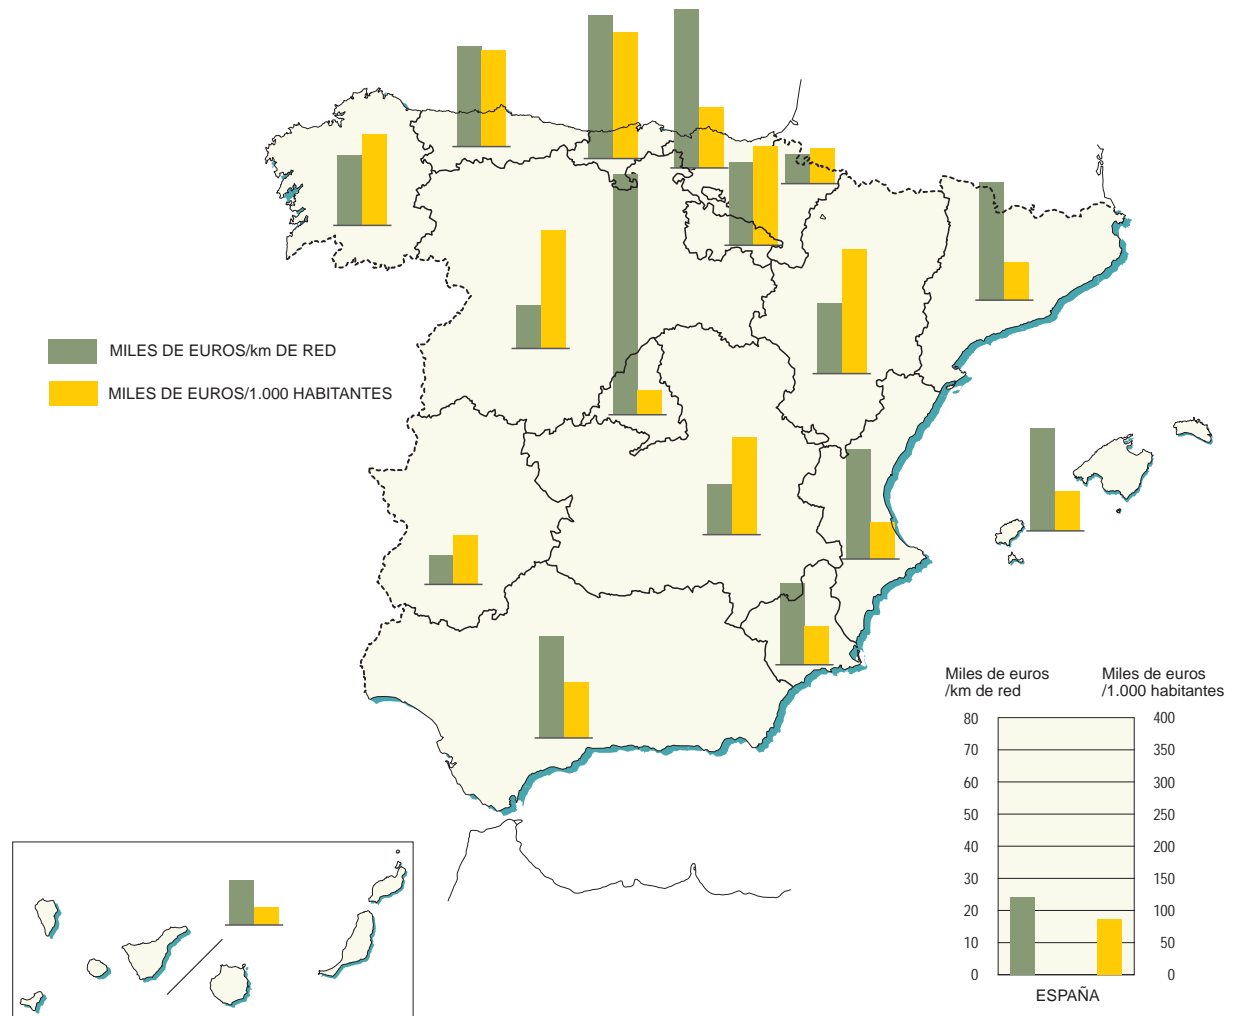 MILES DE EUROS/km DE RED
MILES DE EUROS/1.000 HABITANTES
Miles de euros
/km de red
Miles de euros
/1.000 habitantes
80
70
60
50
40
30
20
10
0
400
350
300
250
200
150
100
50
0
ESPAÑA